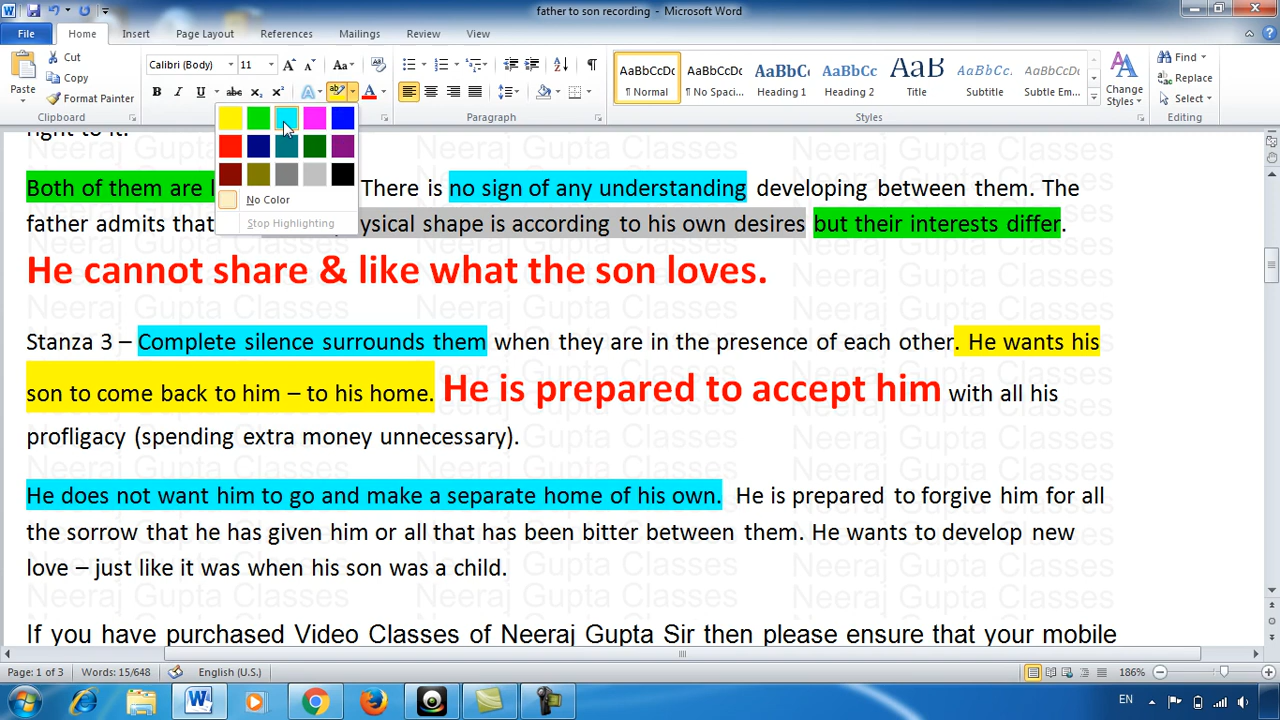 father to son recording - Microsoft Word
File Home Insert Page Layout References Mailings Review View
Paste
Cut
Copy
Format Painter
Clipboard
Calibri (Body) 11
Paragraph
AaBbCcDc AaBbCcDc AaBbC AaBbCc AaB AaBbCc. AaBbCcDc
¶ Normal ¶ No Spaci... Heading 1 Heading 2 Title Subtitle Subtle Em...
Change Styles
Styles
Find
Replace
Select
Editing
No Color
Stop Highlighting
right to it.
Both of them are There is no sign of any understanding developing between them. The
father admits that shape is according to his own desires but their interests differ.
He cannot share & like what the son loves.
Stanza 3 – Complete silence surrounds them when they are in the presence of each other. He wants his
son to come back to him – to his home. He is prepared to accept him with all his
profligacy (spending extra money unnecessary).
He does not want him to go and make a separate home of his own. He is prepared to forgive him for all
the sorrow that he has given him or all that has been bitter between them. He wants to develop new
love – just like it was when his son was a child.
If you have purchased Video Classes of Neeraj Gupta Sir then please ensure that your mobile
Neeraj Gupta Classes
Page: 1 of 3 Words: 15/648 English (U.S.) 186%
EN